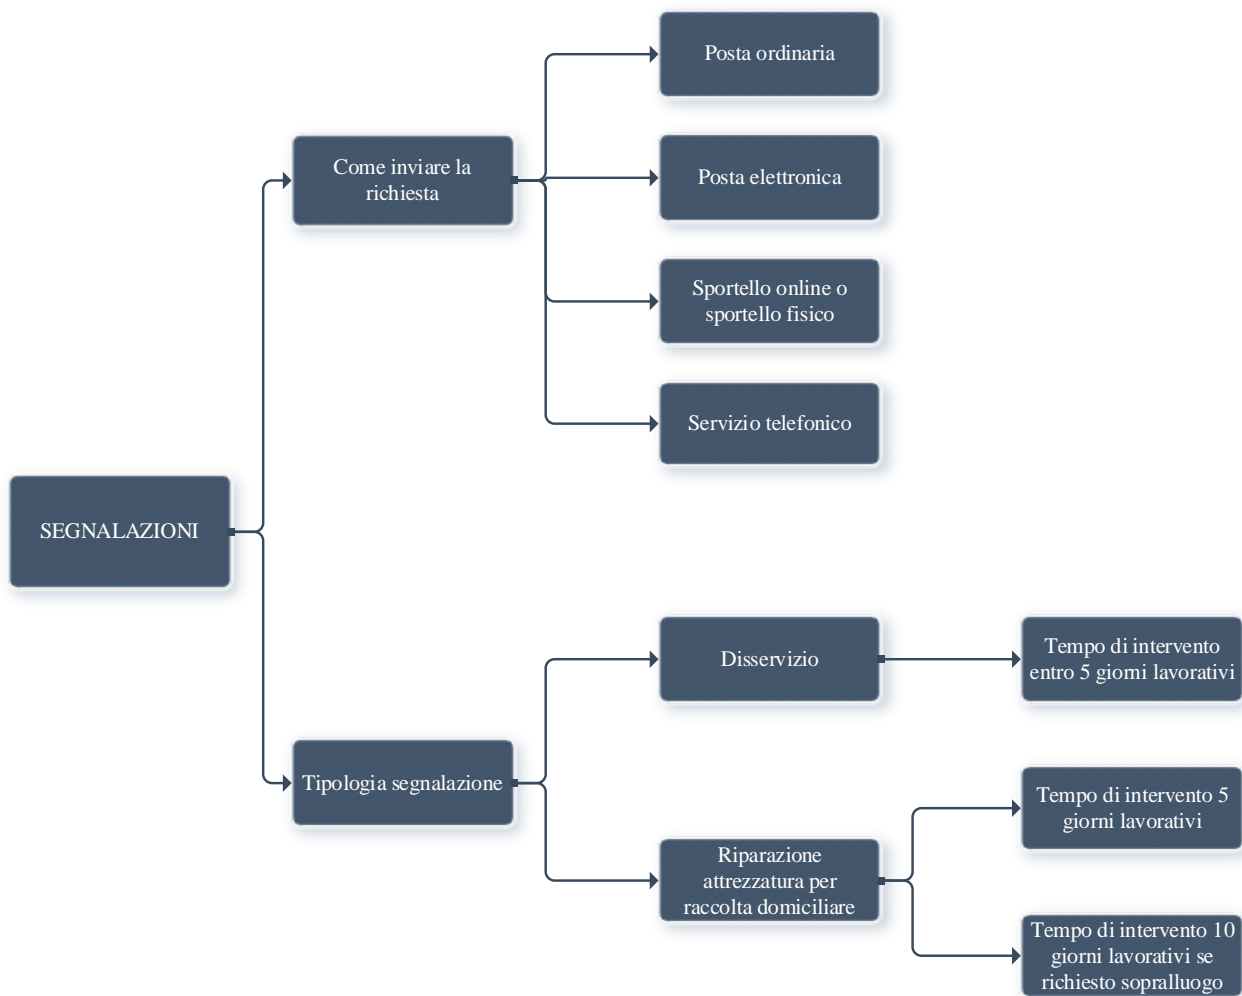 Posta ordinaria
Come inviare la
richiesta
Posta elettronica
Sportello online o
sportello fisico
Servizio telefonico
SEGNALAZIONI
Disservizio
Tempo di intervento
entro 5 giorni lavorativi
Tipologia segnalazione
Tempo di intervento 5
giorni lavorativi
Riparazione
attrezzatura per
raccolta domiciliare
Tempo di intervento 10
giorni lavorativi se
richiesto sopralluogo